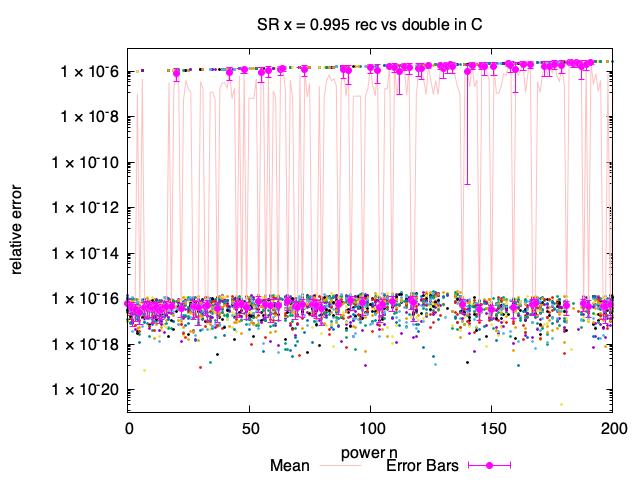 SR x = 0.995 rec vs double in C
relative error
1 × 10-6
1 × 10-8
1 × 10-10
1 × 10-12
1 × 10-14
1 × 10-16
1 × 10-18
1 × 10-20
0 50 100 150 200
power n
Mean Error Bars